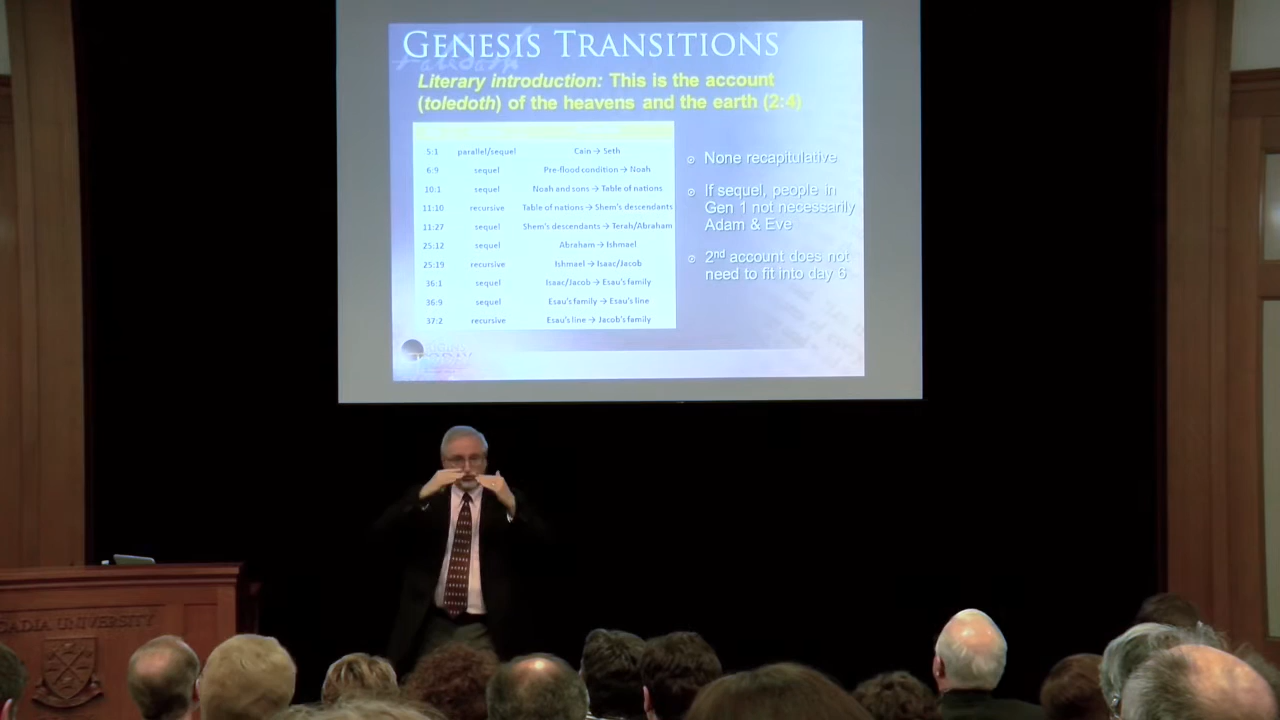 GENESIS TRANSITIONS
Literary introduction: This is the account
(toledoth) of the heavens and the earth (2:4)
5:1 parallel/sequel Cain → Seth
6:9 sequel Pre-flood condition → Noah
10:1 sequel Noah and sons → Table of nations
11:10 recursive Table of nations → Shem's descendants
11:27 sequel Shem's descendants → Terah/Abraham
25:12 sequel Abraham → Ishmael
25:19 recursive Ishmael → Isaac/Jacob
36:1 sequel Isaac/Jacob → Esau's family
36:9 sequel Esau's family → Esau's line
37:2 recursive Esau's line → Jacob's family
None recapitulative
If sequel, people in
Gen 1 not necessarily
Adam & Eve
2nd account does not
need to fit into day 6
TODAY
CADIA UNIVERSITY